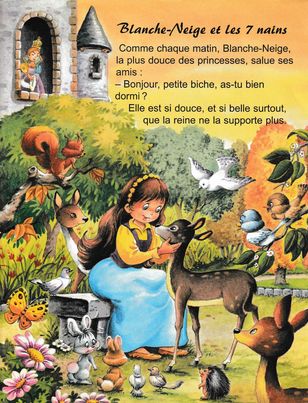 Blanche-Neige et les 7 nains
Comme chaque matin, Blanche-Neige,
la plus douce des princesses, salue ses
amis :
– Bonjour, petite biche, as-tu bien
dormi ?
Elle est si douce, et si belle surtout,
que la reine ne la supporte plus.